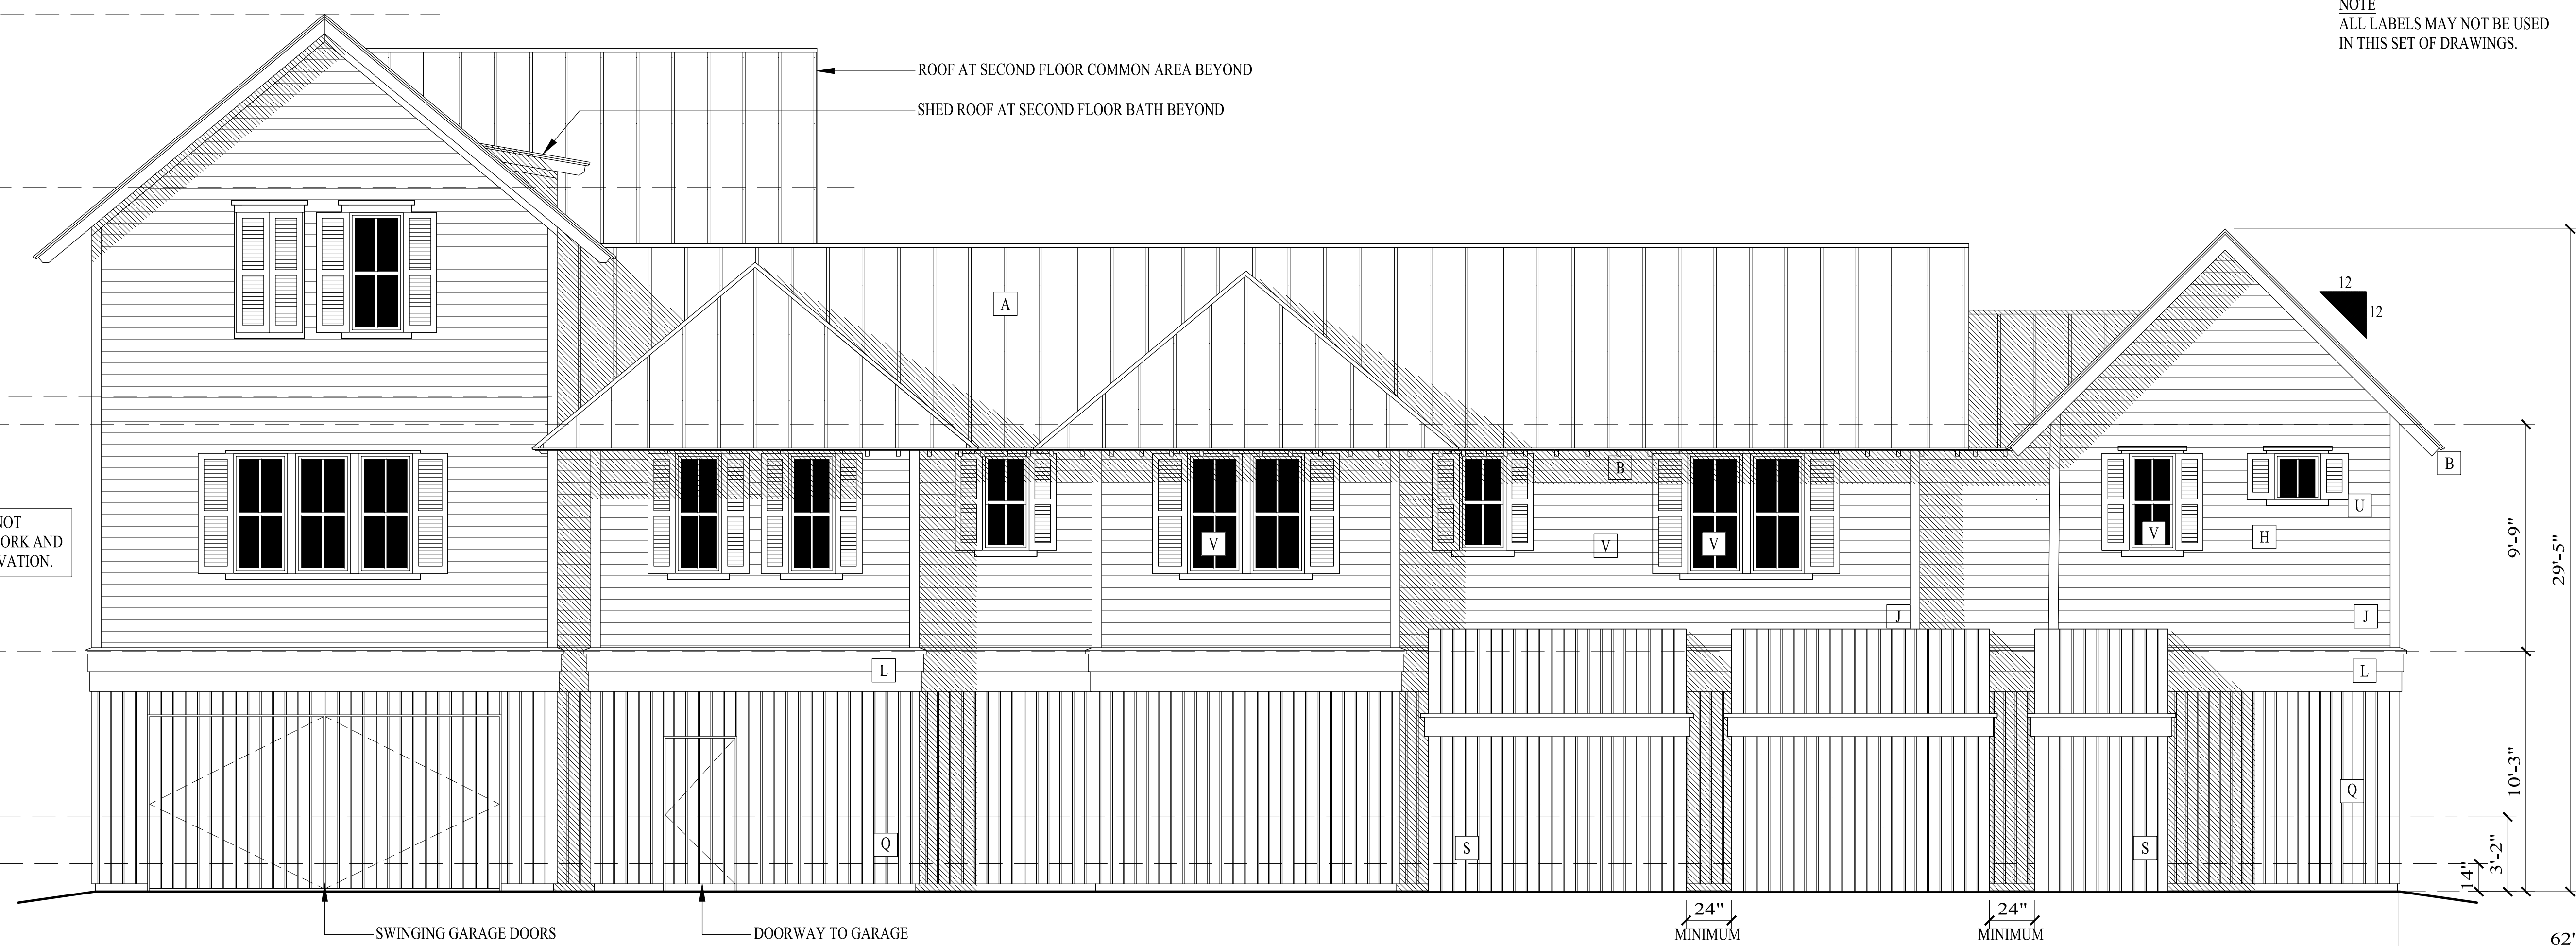 NOTE
ALL LABELS MAY NOT BE USED
IN THIS SET OF DRAWINGS.
ROOF AT SECOND FLOOR COMMON AREA BEYOND
SHED ROOF AT SECOND FLOOR BATH BEYOND
12
12
A
B
B
U
V
V
V
V
H
NOT
ORK AND
VATION.
9'-9"
29'-5"
J
J
L
L
10'-3"
Q
Q
S
S
3'-2"
14"
24"
MINIMUM
24"
MINIMUM
SWINGING GARAGE DOORS
DOORWAY TO GARAGE
62'